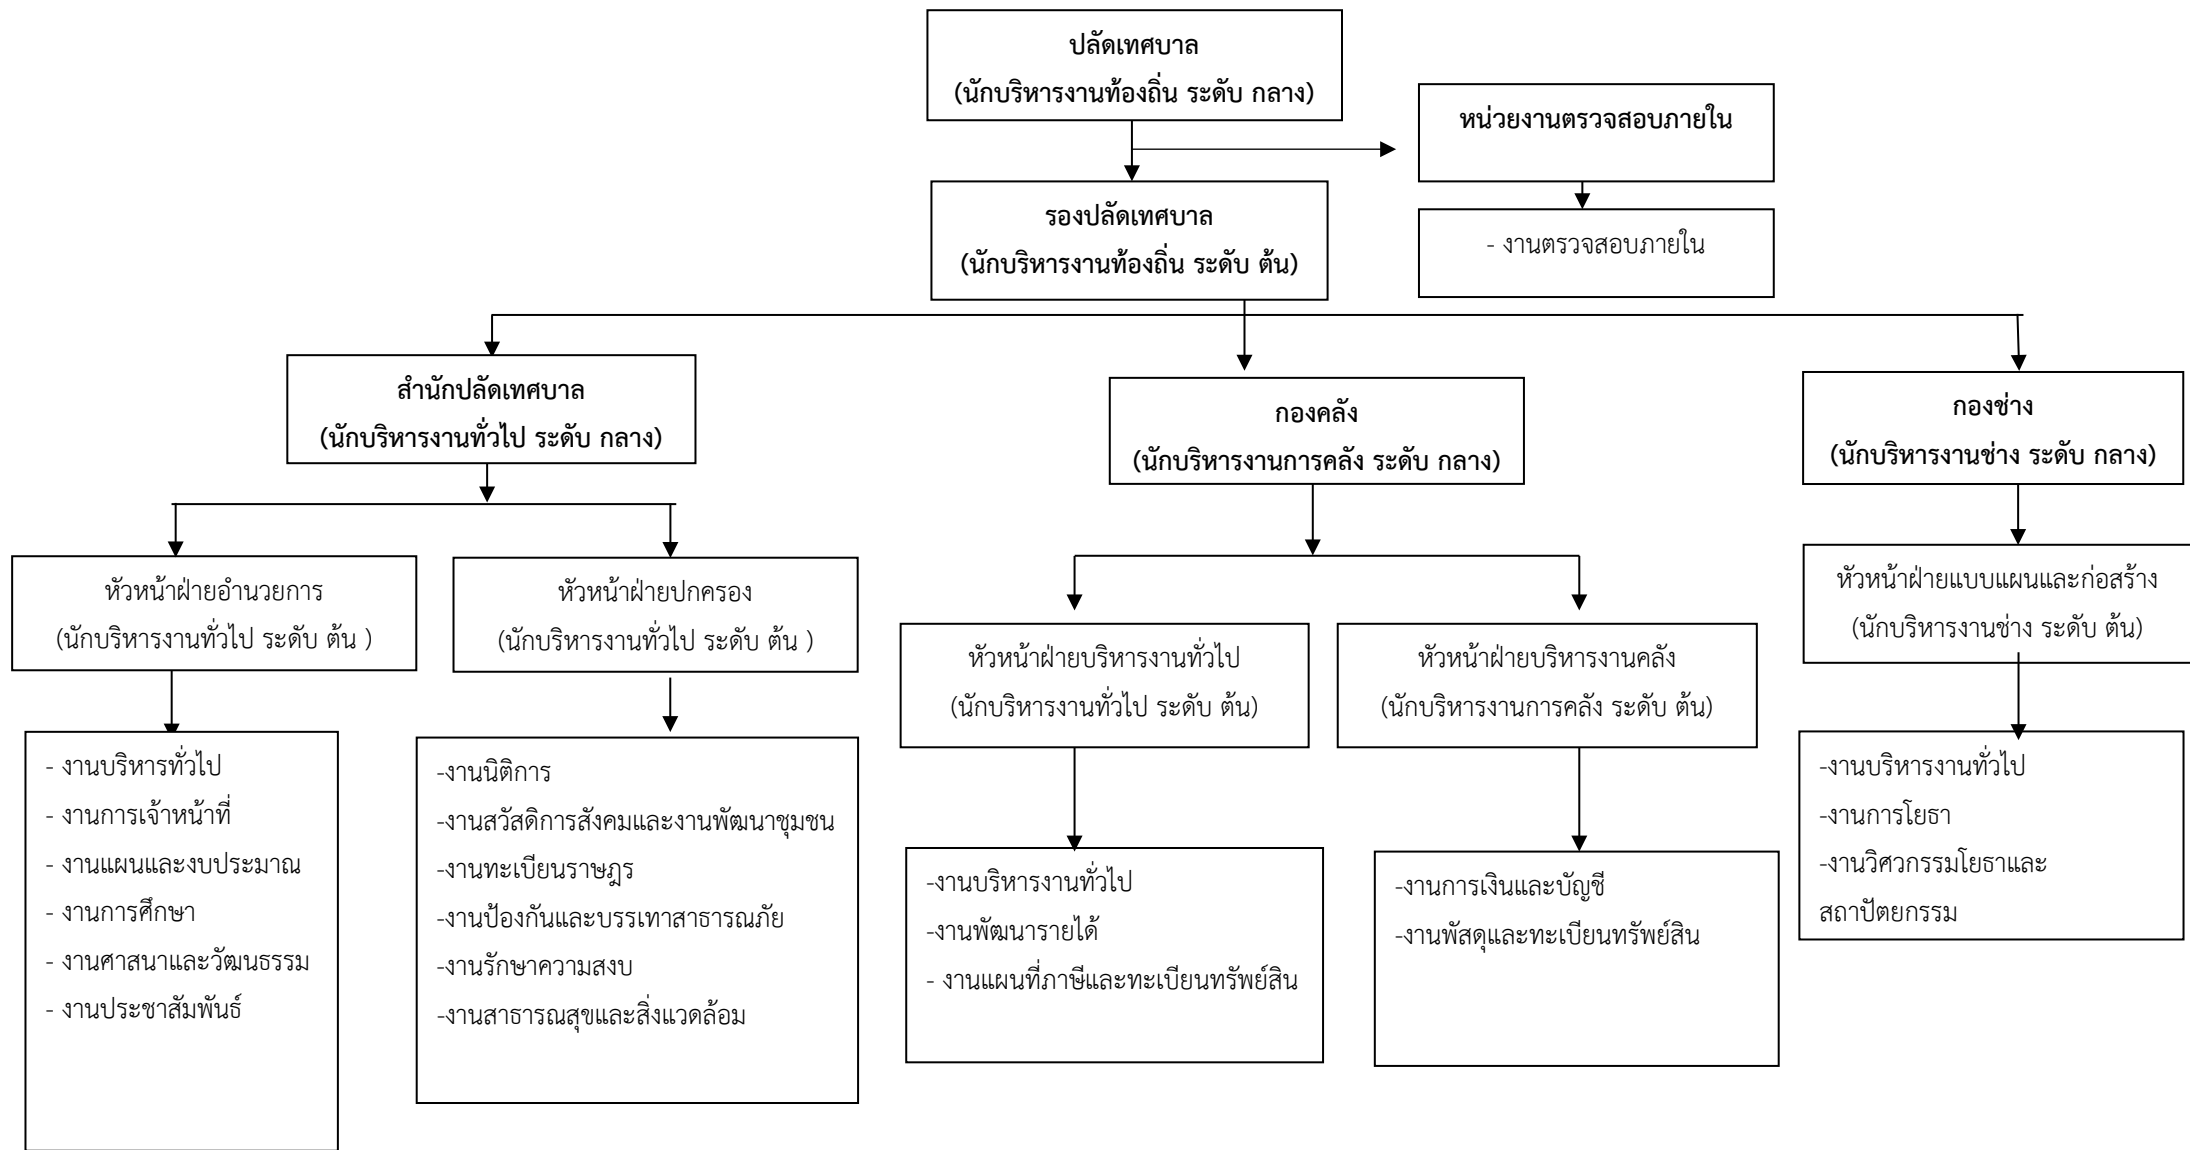 ปลัดเทศบาล
(นักบริหารงานท้องถิ่น ระดับ กลาง)
หน่วยงานตรวจสอบภายใน
รองปลัดเทศบาล
(นักบริหารงานท้องถิ่น ระดับ ต้น)
- งานตรวจสอบภายใน
สำนักปลัดเทศบาล
(นักบริหารงานทั่วไป ระดับ กลาง)
กองคลัง
(นักบริหารงานการคลัง ระดับ กลาง)
กองช่าง
(นักบริหารงานช่าง ระดับ กลาง)
หัวหน้าฝ่ายอำนวยการ
(นักบริหารงานทั่วไป ระดับ ต้น )
หัวหน้าฝ่ายปกครอง
(นักบริหารงานทั่วไป ระดับ ต้น )
หัวหน้าฝ่ายบริหารงานทั่วไป
(นักบริหารงานทั่วไป ระดับ ต้น)
หัวหน้าฝ่ายบริหารงานคลัง
(นักบริหารงานการคลัง ระดับ ต้น)
หัวหน้าฝ่ายแบบแผนและก่อสร้าง
(นักบริหารงานช่าง ระดับ ต้น)
- งานบริหารทั่วไป
- งานการเจ้าหน้าที่
- งานแผนและงบประมาณ
- งานการศึกษา
- งานศาสนาและวัฒนธรรม
- งานประชาสัมพันธ์
-งานนิติการ
-งานสวัสดิการสังคมและงานพัฒนาชุมชน
-งานทะเบียนราษฎร
-งานป้องกันและบรรเทาสาธารณภัย
-งานรักษาความสงบ
-งานสาธารณสุขและสิ่งแวดล้อม
-งานบริหารงานทั่วไป
-งานพัฒนารายได้
- งานแผนที่ภาษีและทะเบียนทรัพย์สิน
-งานการเงินและบัญชี
-งานพัสดุและทะเบียนทรัพย์สิน
-งานบริหารงานทั่วไป
-งานการโยธา
-งานวิศวกรรมโยธาและ
สถาปัตยกรรม